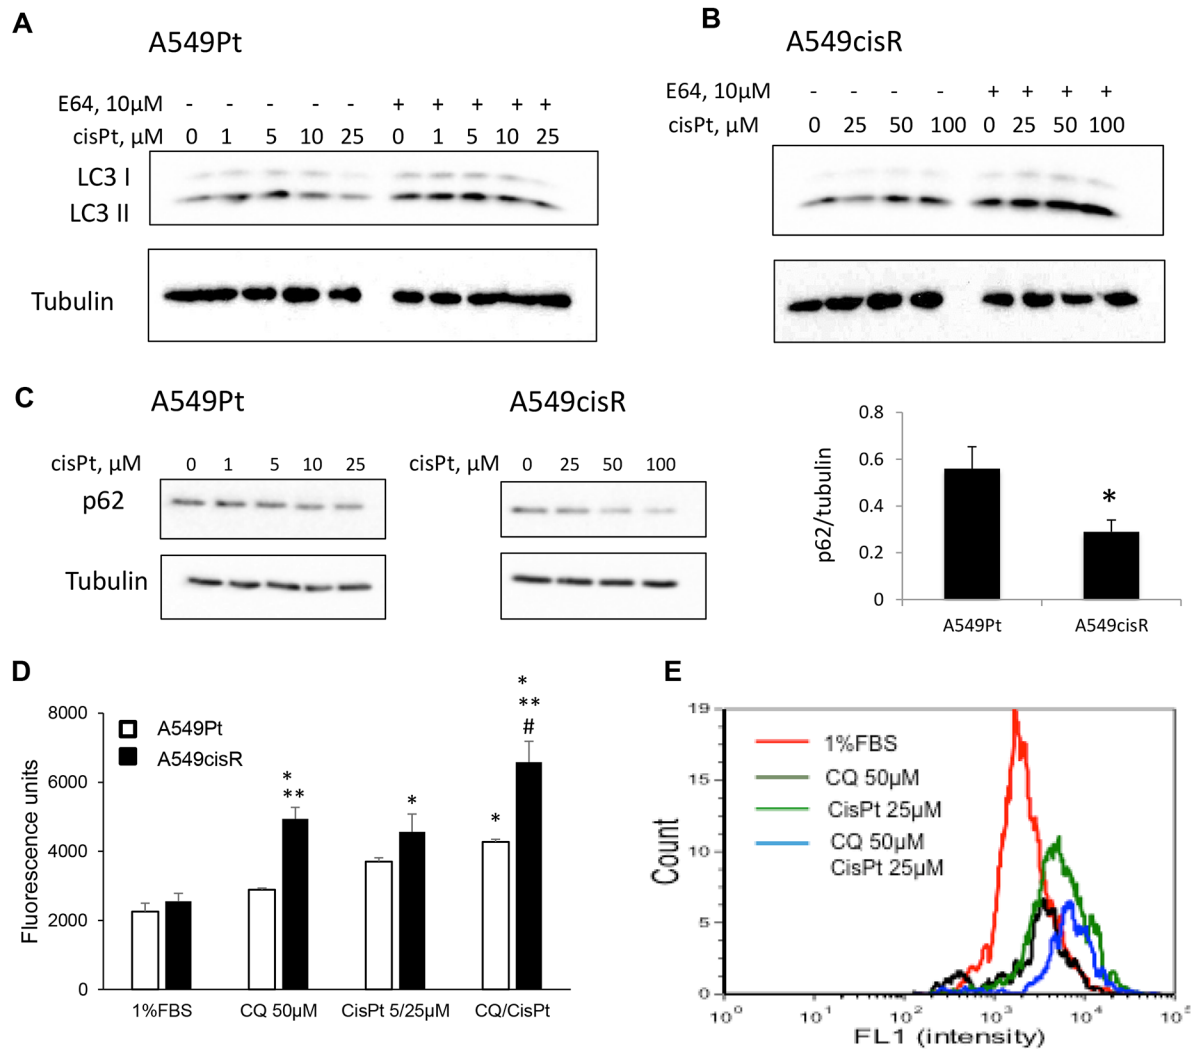 A
A549Pt
E64, 10µM - - - - - + + + + +
cisPt, µM 0 1 5 10 25 0 1 5 10 25
LC3 I
LC3 II
Tubulin
B
A549cisR
E64, 10µM - - - - + + + +
cisPt, µM 0 25 50 100 0 25 50 100
C
A549Pt
cisPt, µM 0 1 5 10 25
p62
Tubulin
A549cisR
cisPt, µM 0 25 50 100
0.8
0.6
0.4
0.2
0
p62/tubulin
*
A549Pt
A549cisR
D
8000
6000
4000
2000
0
Fluorescence units
A549Pt
A549cisR
*
**
*
*
*
**
#
1%FBS
CQ 50µM
CisPt 5/25µM
CQ/CisPt
E
19
15
10
5
0
Count
1%FBS
CQ 50µM
CisPt 25µM
CQ 50µM
CisPt 25µM
10⁰ 10¹ 10² 10³ 10⁴ 10⁵
FL1 (intensity)